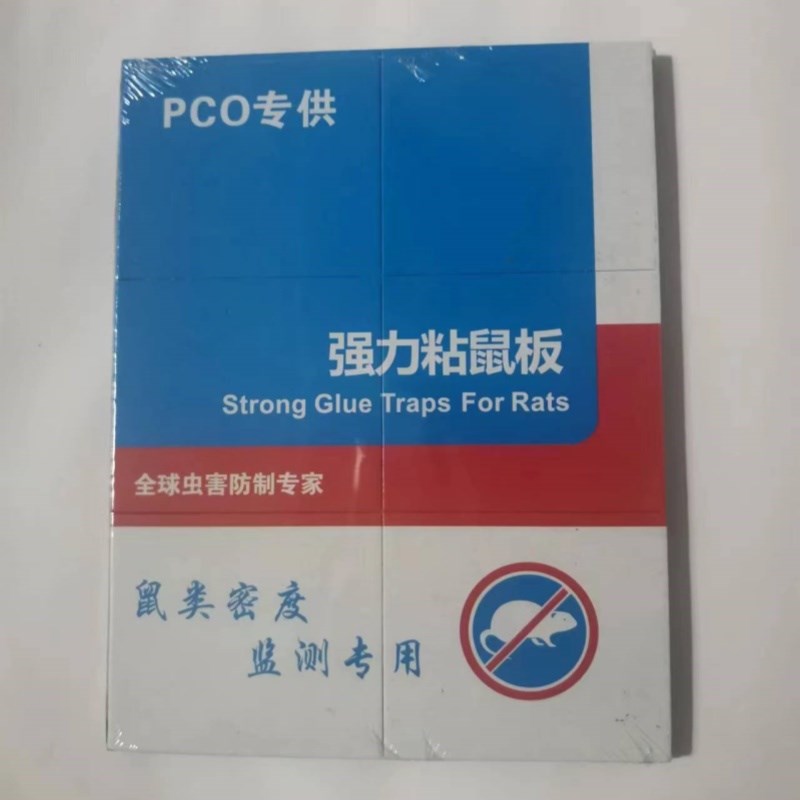 PCO专供
强力粘鼠板
Strong Glue Traps For Rats
全球虫害防制专家
鼠类密度
监测专用